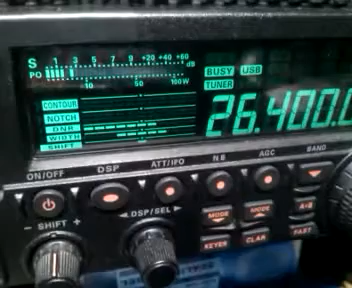 S 1 3 5 7 9 +20 +40 +60 dB
PO
10 50 100W
BUSY USB
TUNER
26.400.0
CONTOUR
NOTCH
DNR
WIDTH
SHIFT
ON/OFF DSP ATT/IPO NB AGC BAND
- SHIFT + DSP/SEL MODE MODE A▸B
KEYER CLAR FAST